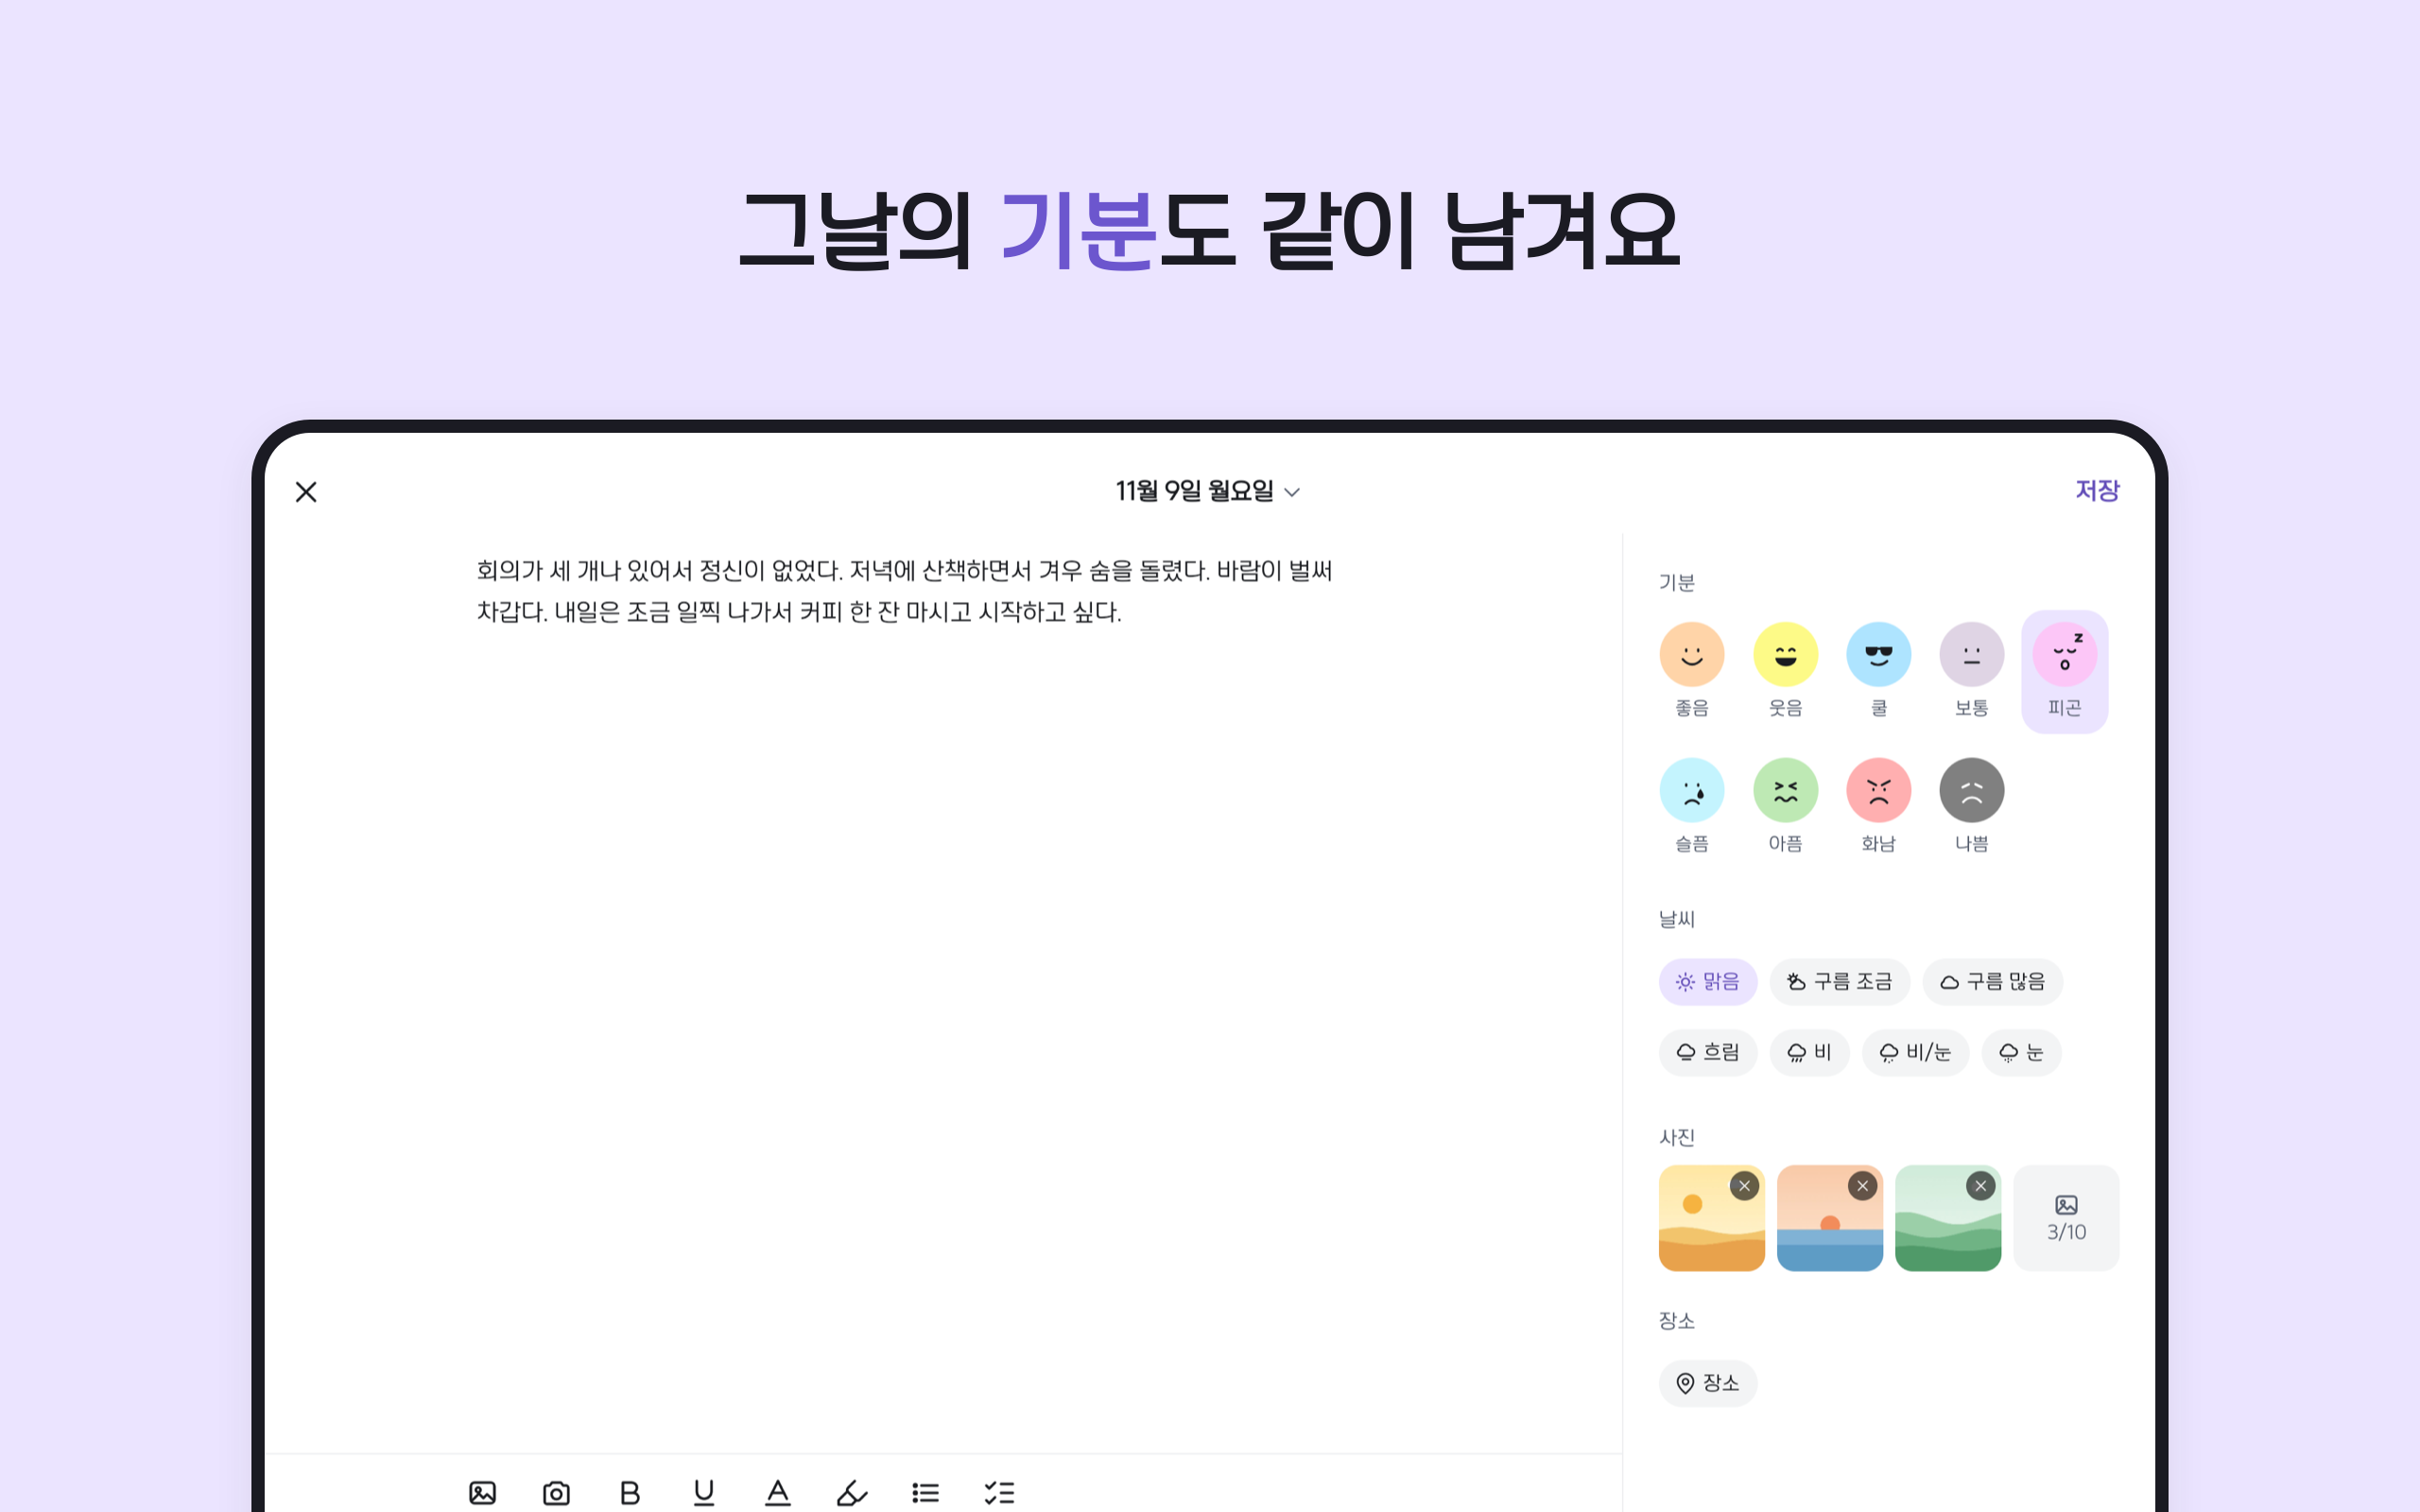 그날의 기분도 같이 남겨요
11월 9일 월요일
저장
회의가 세 개나 있어서 정신이 없었다. 저녁에 산책하면서 겨우 숨을 돌렸다. 바람이 벌써
차갑다. 내일은 조금 일찍 나가서 커피 한 잔 마시고 시작하고 싶다.
기분
좋음 웃음 쿨 보통 피곤
슬픔 아픔 화남 나쁨
날씨
맑음 구름 조금 구름 많음
흐림 비 비/눈 눈
사진
3/10
장소
장소